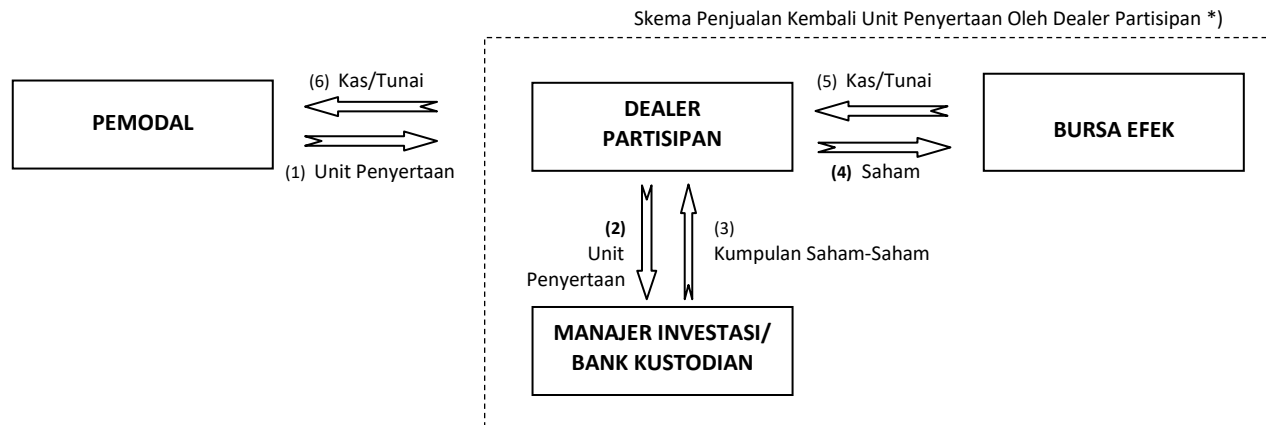 Skema Penjualan Kembali Unit Penyertaan Oleh Dealer Partisipan *)
(6) Kas/Tunai
PEMODAL
(1) Unit Penyertaan
DEALER
PARTISIPAN
(5) Kas/Tunai
BURSA EFEK
(4) Saham
(2)
Unit
Penyertaan
(3)
Kumpulan Saham-Saham
MANAJER INVESTASI/
BANK KUSTODIAN